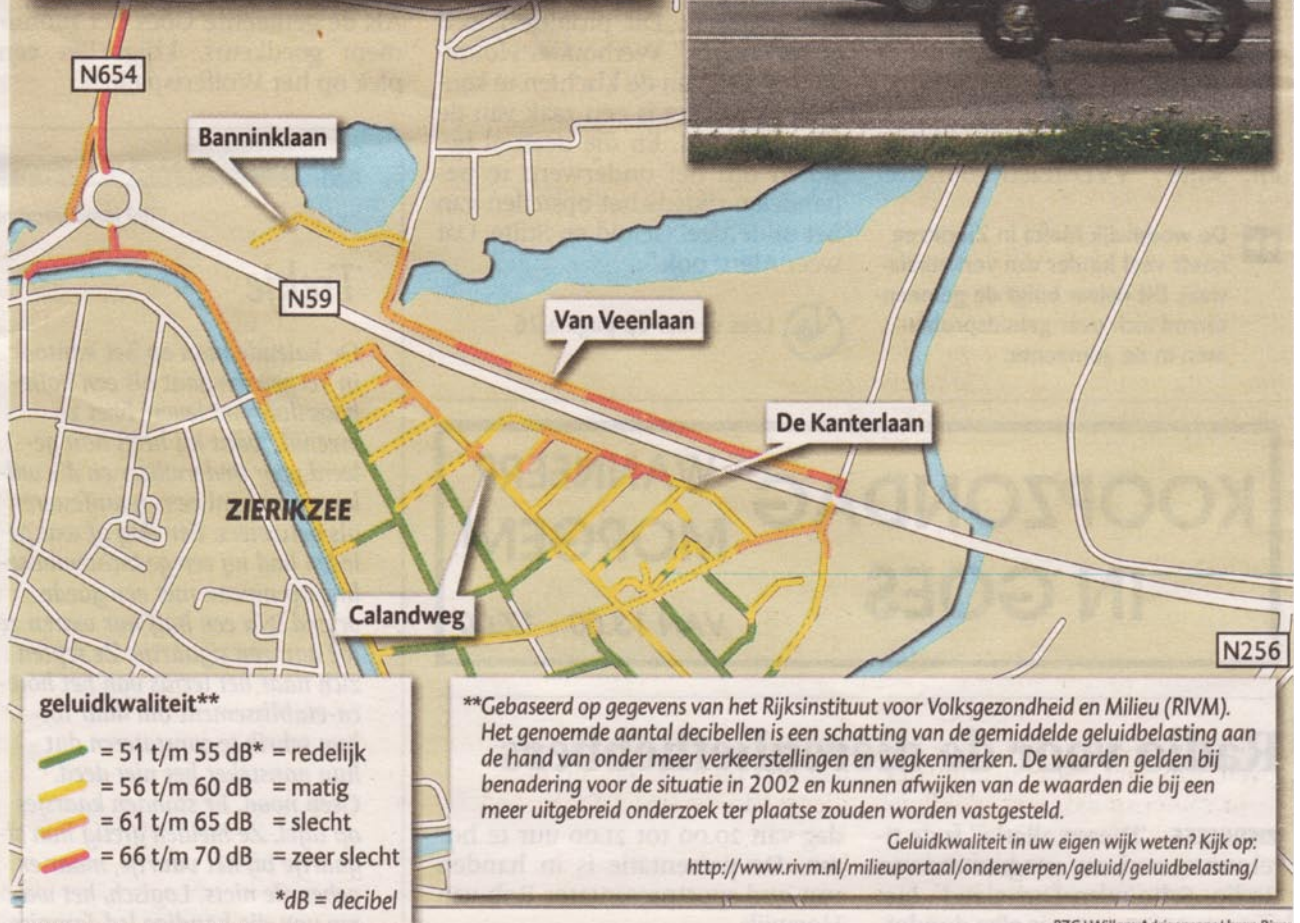 N654
Banninklaan
N59
Van Veenlaan
De Kanterlaan
ZIERIKZEE
Calandweg
N256
geluidkwaliteit**
= 51 t/m 55 dB* = redelijk
= 56 t/m 60 dB = matig
= 61 t/m 65 dB = slecht
= 66 t/m 70 dB = zeer slecht
*dB = decibel
**Gebaseerd op gegevens van het Rijksinstituut voor Volksgezondheid en Milieu (RIVM).
Het genoemde aantal decibellen is een schatting van de gemiddelde geluidbelasting aan
de hand van onder meer verkeerstellingen en wegkenmerken. De waarden gelden bij
benadering voor de situatie in 2002 en kunnen afwijken van de waarden die bij een
meer uitgebreid onderzoek ter plaatse zouden worden vastgesteld.
Geluidkwaliteit in uw eigen wijk weten? Kijk op:
http://www.rivm.nl/milieuportaal/onderwerpen/geluid/geluidbelasting/